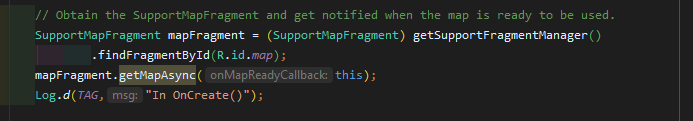 // Obtain the SupportMapFragment and get notified when the map is ready to be used.
SupportMapFragment mapFragment = (SupportMapFragment) getSupportFragmentManager()
.findFragmentById(R.id.map);
mapFragment.getMapAsync( onMapReadyCallback: this);
Log.d(TAG, msg: "In OnCreate()");